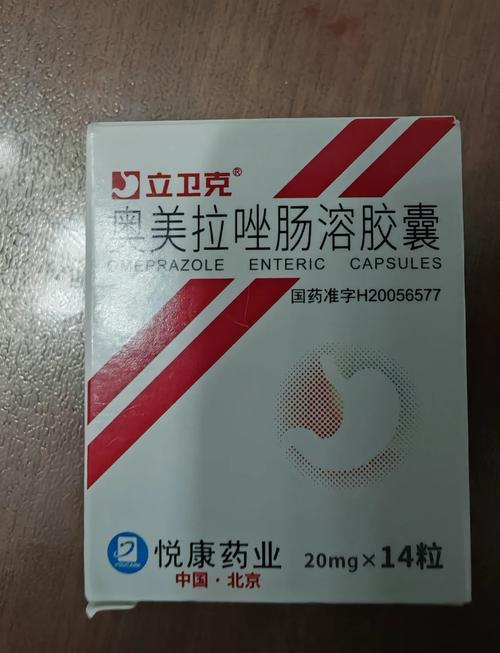 立卫克®
奥美拉唑肠溶胶囊
OMEPRAZOLE ENTERIC CAPSULES
国药准字H20056577
悦康药业
YOUCARE
中国·北京
20mg×14粒